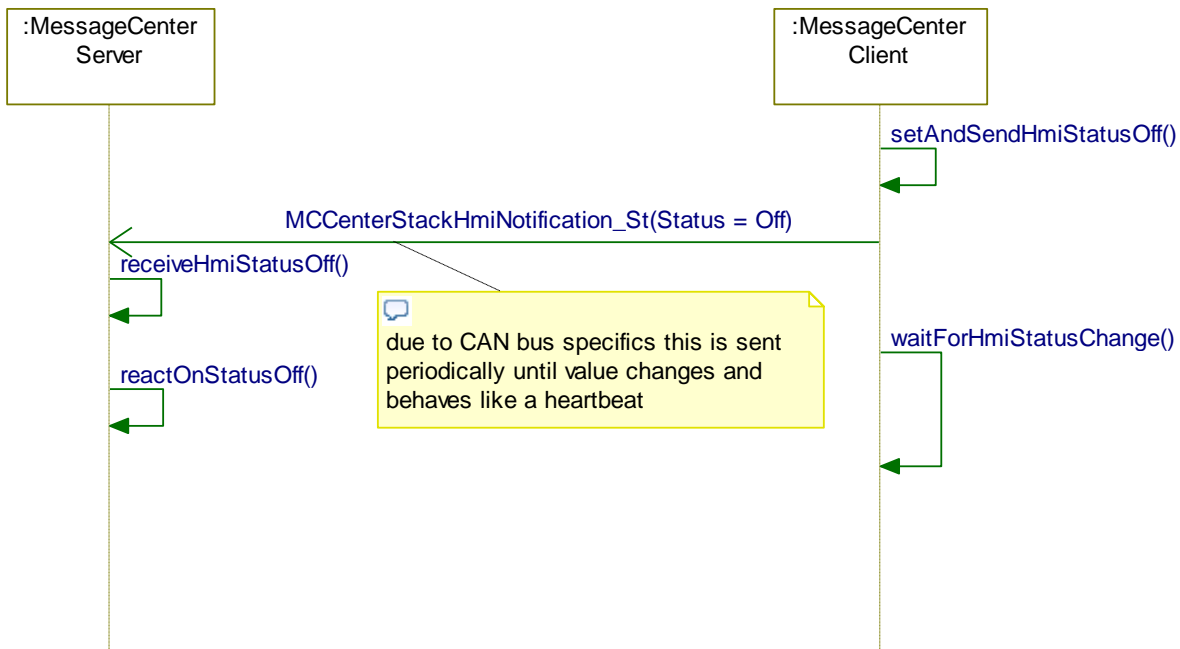 :MessageCenter
Server
:MessageCenter
Client
setAndSendHmiStatusOff()
MCCenterStackHmiNotification_St(Status = Off)
receiveHmiStatusOff()
due to CAN bus specifics this is sent
periodically until value changes and
behaves like a heartbeat
waitForHmiStatusChange()
reactOnStatusOff()